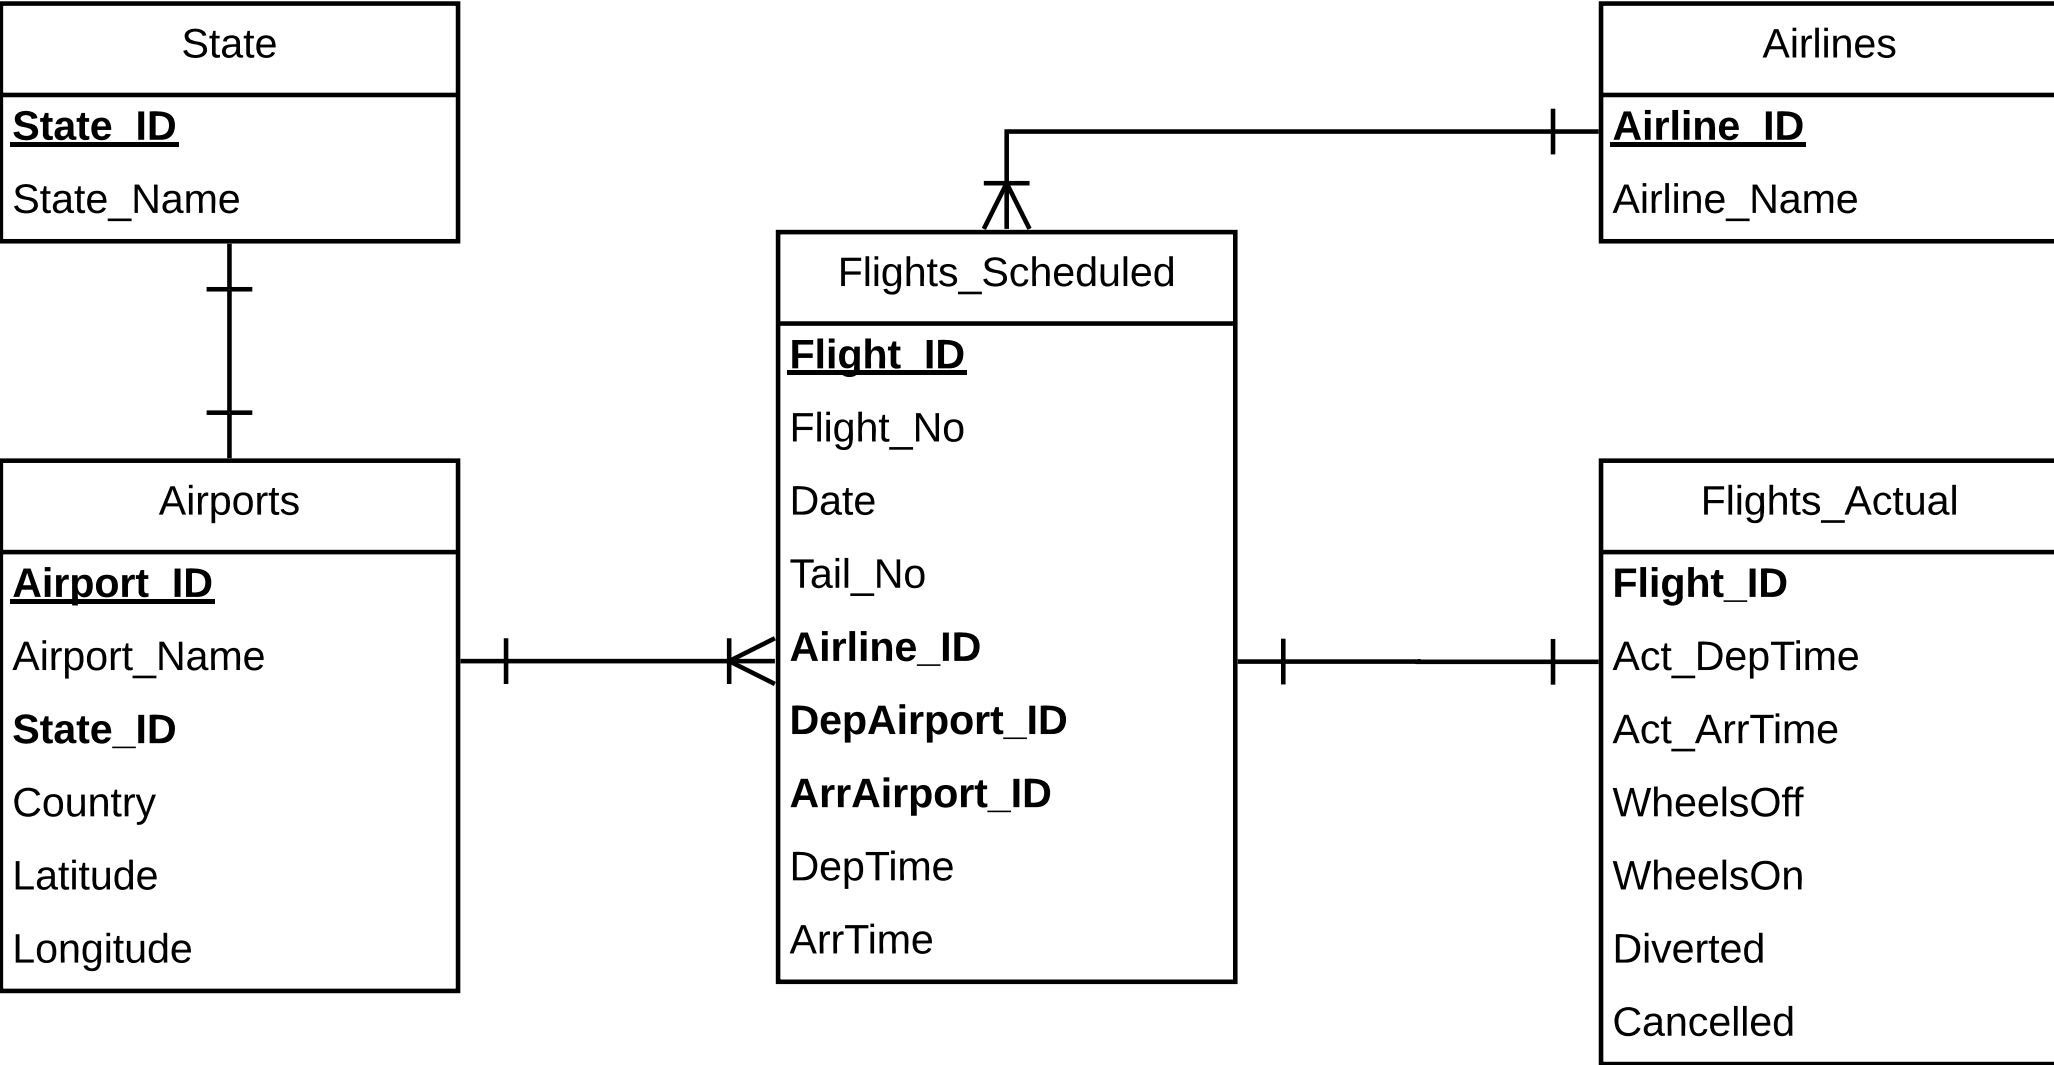 State
State_ID
State_Name
Airlines
Airline_ID
Airline_Name
Flights_Scheduled
Flight_ID
Flight_No
Date
Tail_No
Airline_ID
DepAirport_ID
ArrAirport_ID
DepTime
ArrTime
Airports
Airport_ID
Airport_Name
State_ID
Country
Latitude
Longitude
Flights_Actual
Flight_ID
Act_DepTime
Act_ArrTime
WheelsOff
WheelsOn
Diverted
Cancelled